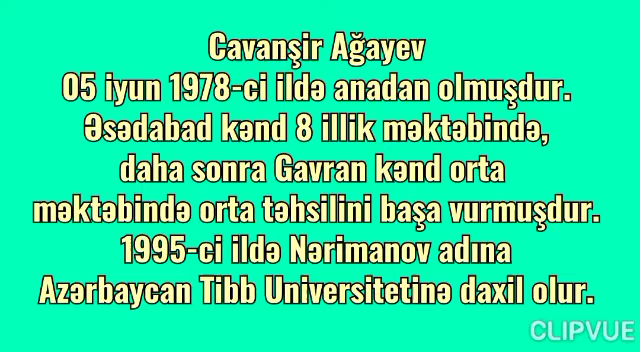 Cavanşir Ağayev
05 iyun 1978-ci ildə anadan olmuşdur.
Əsədabad kənd 8 illik məktəbində,
daha sonra Gavran kənd orta
məktəbində orta təhsilini başa vurmuşdur.
1995-ci ildə Nərimanov adına
Azərbaycan Tibb Universitetinə daxil olur.
CLIPVUE